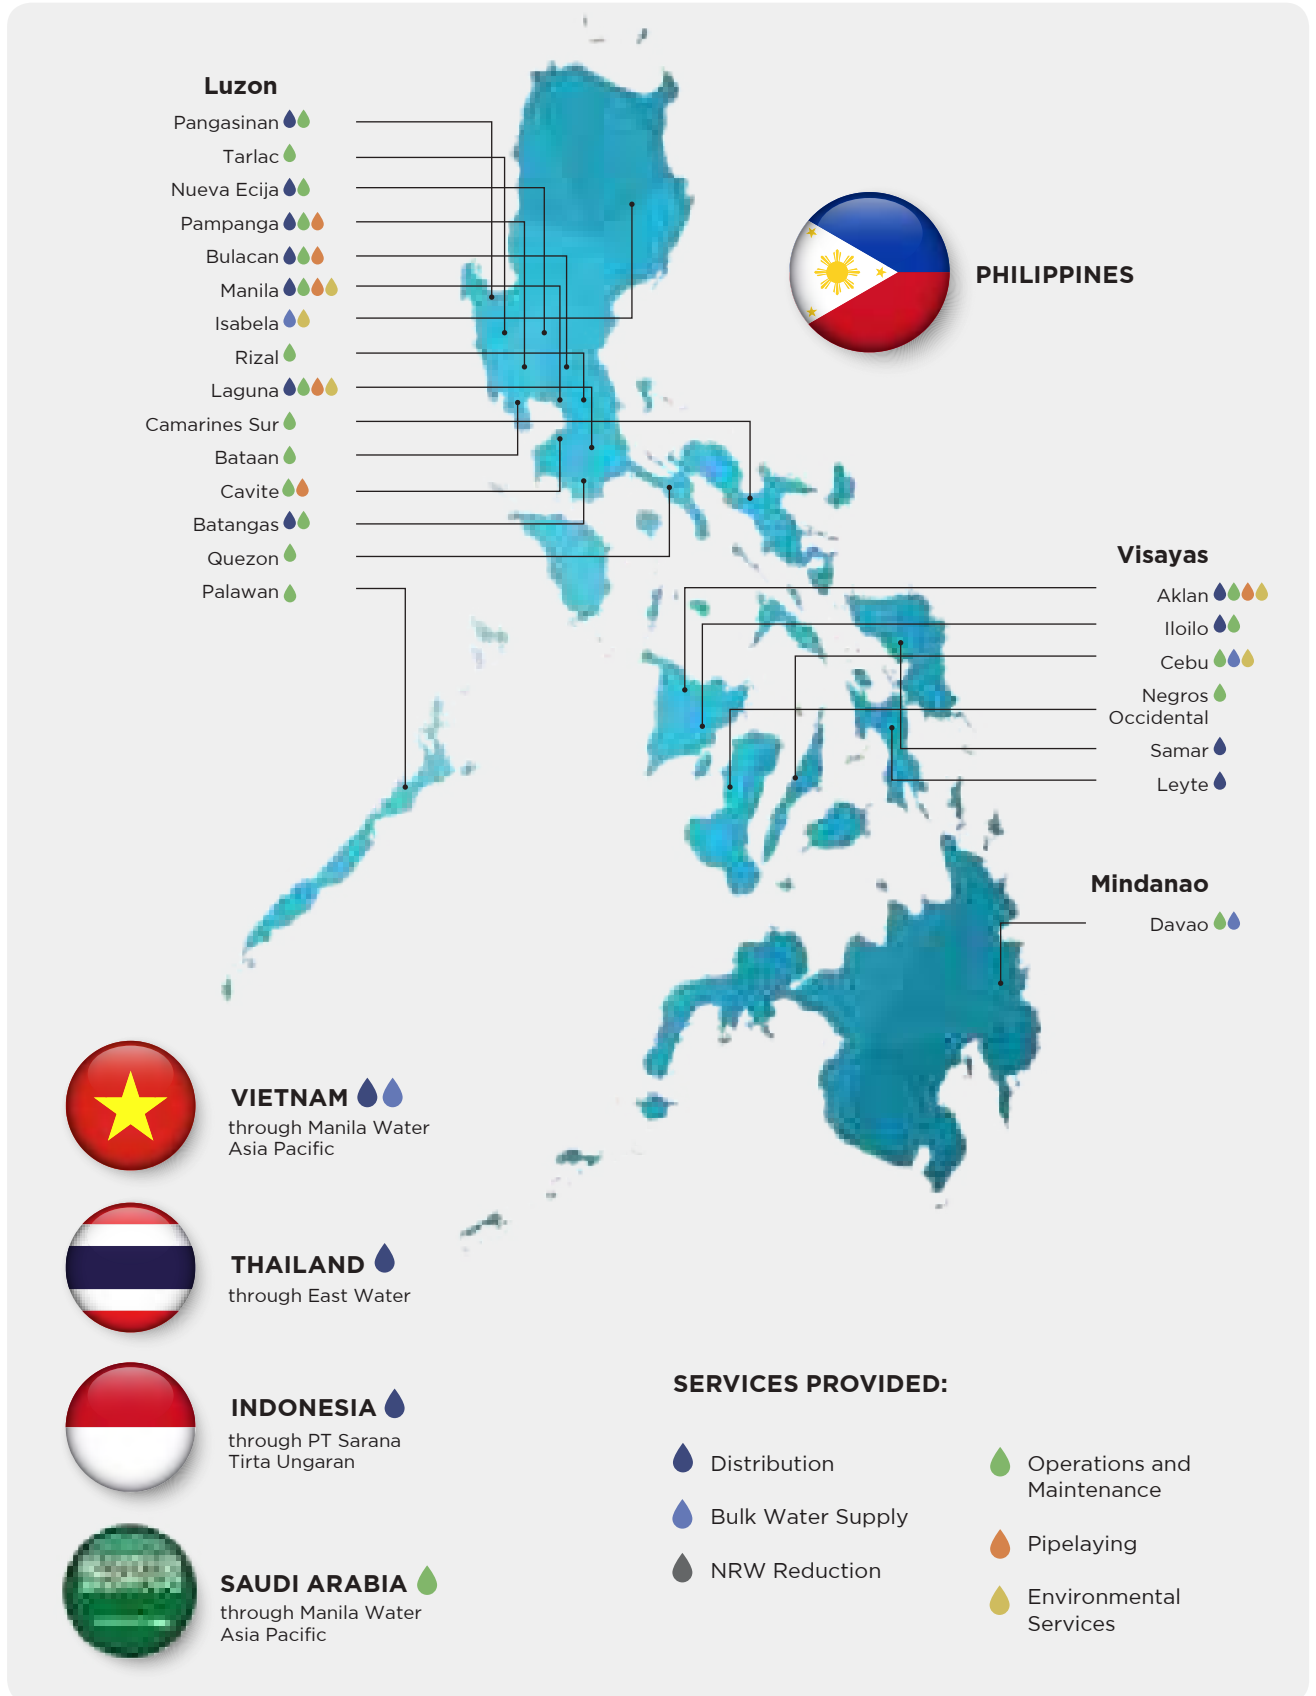 Luzon
Pangasinan
Tarlac
Nueva Ecija
Pampanga
Bulacan
Manila
Isabela
Rizal
Laguna
Camarines Sur
Bataan
Cavite
Batangas
Quezon
Palawan
PHILIPPINES
Visayas
Aklan
Iloilo
Cebu
Negros
Occidental
Samar
Leyte
Mindanao
Davao
VIETNAM
through Manila Water
Asia Pacific
THAILAND
through East Water
INDONESIA
through PT Sarana
Tirta Ungaran
SAUDI ARABIA
through Manila Water
Asia Pacific
SERVICES PROVIDED:
Distribution
Bulk Water Supply
NRW Reduction
Operations and
Maintenance
Pipelaying
Environmental
Services